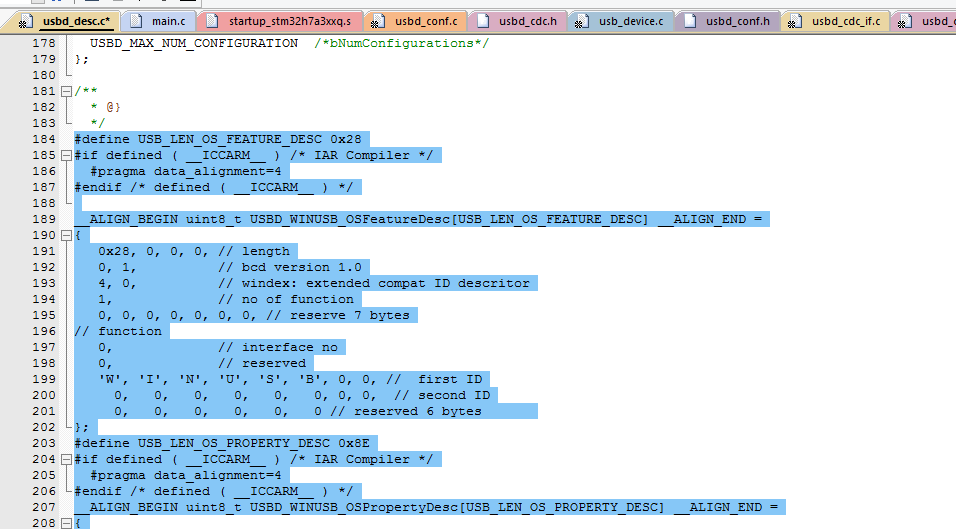 usbd_desc.c* main.c startup_stm32h7a3xxq.s usbd_conf.c usbd_cdc.h usb_device.c usbd_conf.h usbd_cdc_if.c usbd_c
178 USBD_MAX_NUM_CONFIGURATION /*bNumConfigurations*/
179 };
180
181 /**
182 * @}
183 */
184 #define USB_LEN_OS_FEATURE_DESC 0x28
185 #if defined ( __ICCARM__ ) /* IAR Compiler */
186 #pragma data_alignment=4
187 #endif /* defined ( __ICCARM__ ) */
188
189 __ALIGN_BEGIN uint8_t USBD_WINUSB_OSFeatureDesc[USB_LEN_OS_FEATURE_DESC] __ALIGN_END =
190 {
191 0x28, 0, 0, 0, // length
192 0, 1, // bcd version 1.0
193 4, 0, // windex: extended compat ID descritor
194 1, // no of function
195 0, 0, 0, 0, 0, 0, 0, // reserve 7 bytes
196 // function
197 0, // interface no
198 0, // reserved
199 'W', 'I', 'N', 'U', 'S', 'B', 0, 0, // first ID
200 0, 0, 0, 0, 0, 0, 0, 0, // second ID
201 0, 0, 0, 0, 0, 0 // reserved 6 bytes
202 };
203 #define USB_LEN_OS_PROPERTY_DESC 0x8E
204 #if defined ( __ICCARM__ ) /* IAR Compiler */
205 #pragma data_alignment=4
206 #endif /* defined ( __ICCARM__ ) */
207 __ALIGN_BEGIN uint8_t USBD_WINUSB_OSPropertyDesc[USB_LEN_OS_PROPERTY_DESC] __ALIGN_END =
208 {